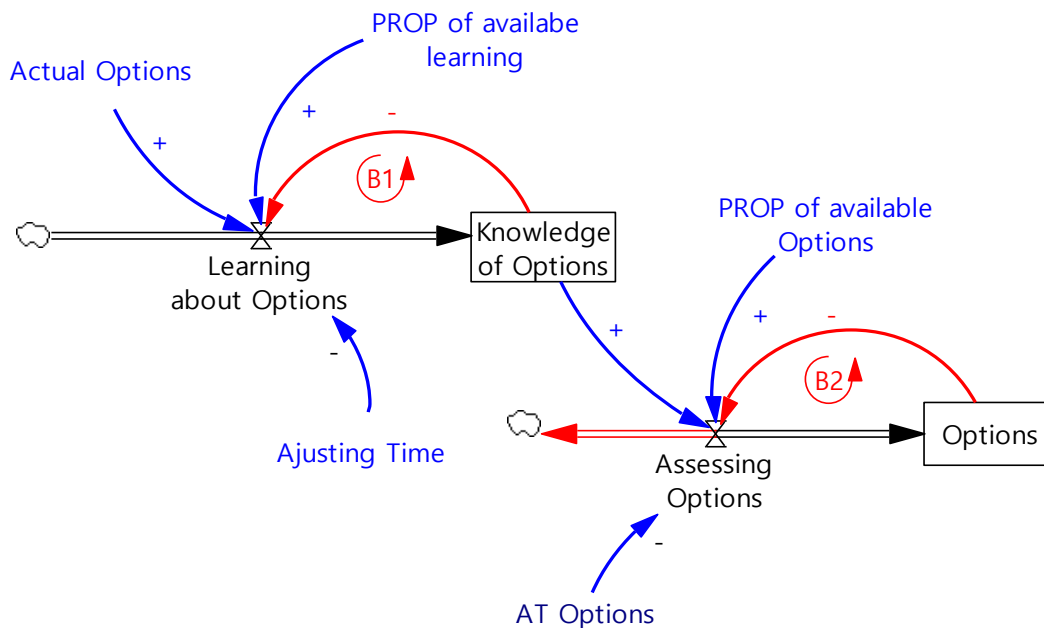 PROP of availabe
learning
Actual Options
+
+
-
B1
Knowledge
of Options
PROP of available
Options
Learning
about Options
-
+
+
-
B2
Ajusting Time
Options
Assessing
Options
-
AT Options